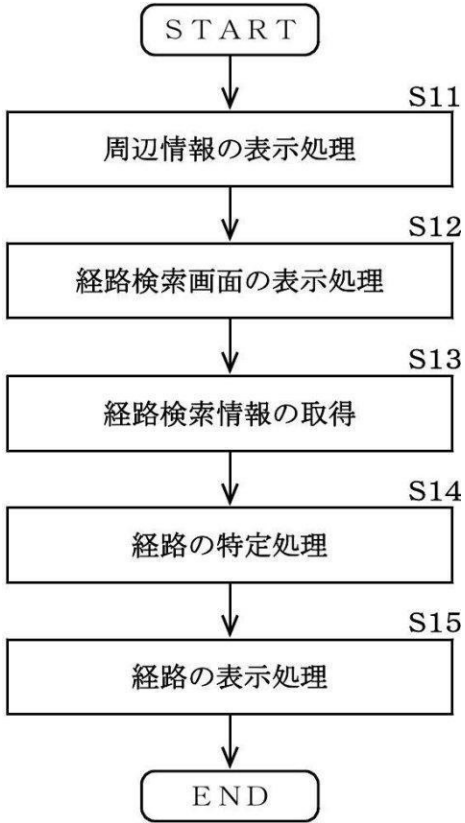 START
S11
周辺情報の表示処理
S12
経路検索画面の表示処理
S13
経路検索情報の取得
S14
経路の特定処理
S15
経路の表示処理
END